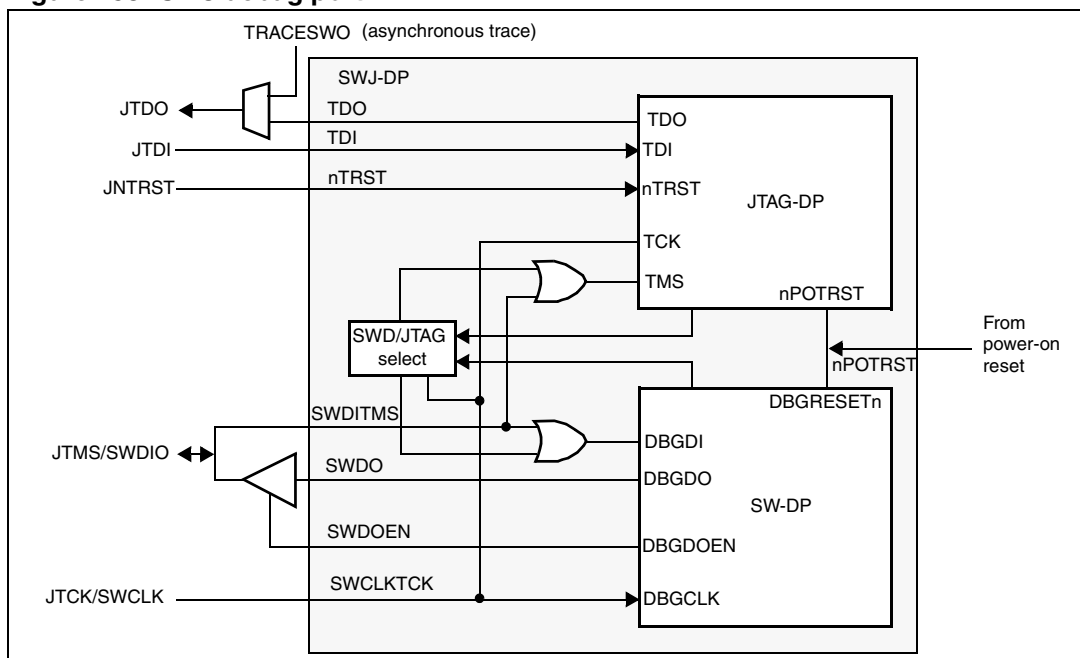 TRACESWO (asynchronous trace)
SWJ-DP
JTDO
TDO
TDO
JTDI
TDI
TDI
JNTRST
nTRST
nTRST
JTAG-DP
TCK
TMS
nPOTRST
SWD/JTAG
select
From
power-on
reset
nPOTRST
DBGRESETn
SWDITMS
JTMS/SWDIO
DBGDI
SWDO
DBGDO
SW-DP
SWDOEN
DBGDOEN
JTCK/SWCLK
SWCLKTCK
DBGCLK